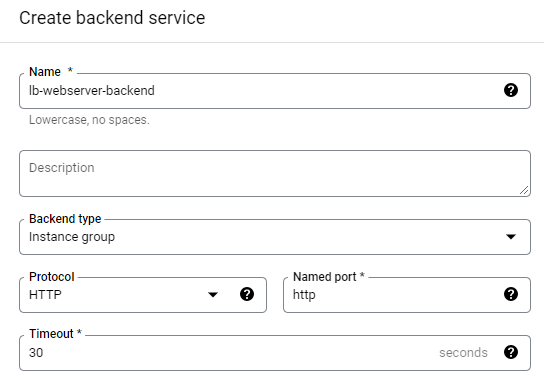 Create backend service
Name *
lb-webserver-backend
Lowercase, no spaces.
Description
Backend type
Instance group
Protocol
HTTP
Named port *
http
Timeout *
30 seconds